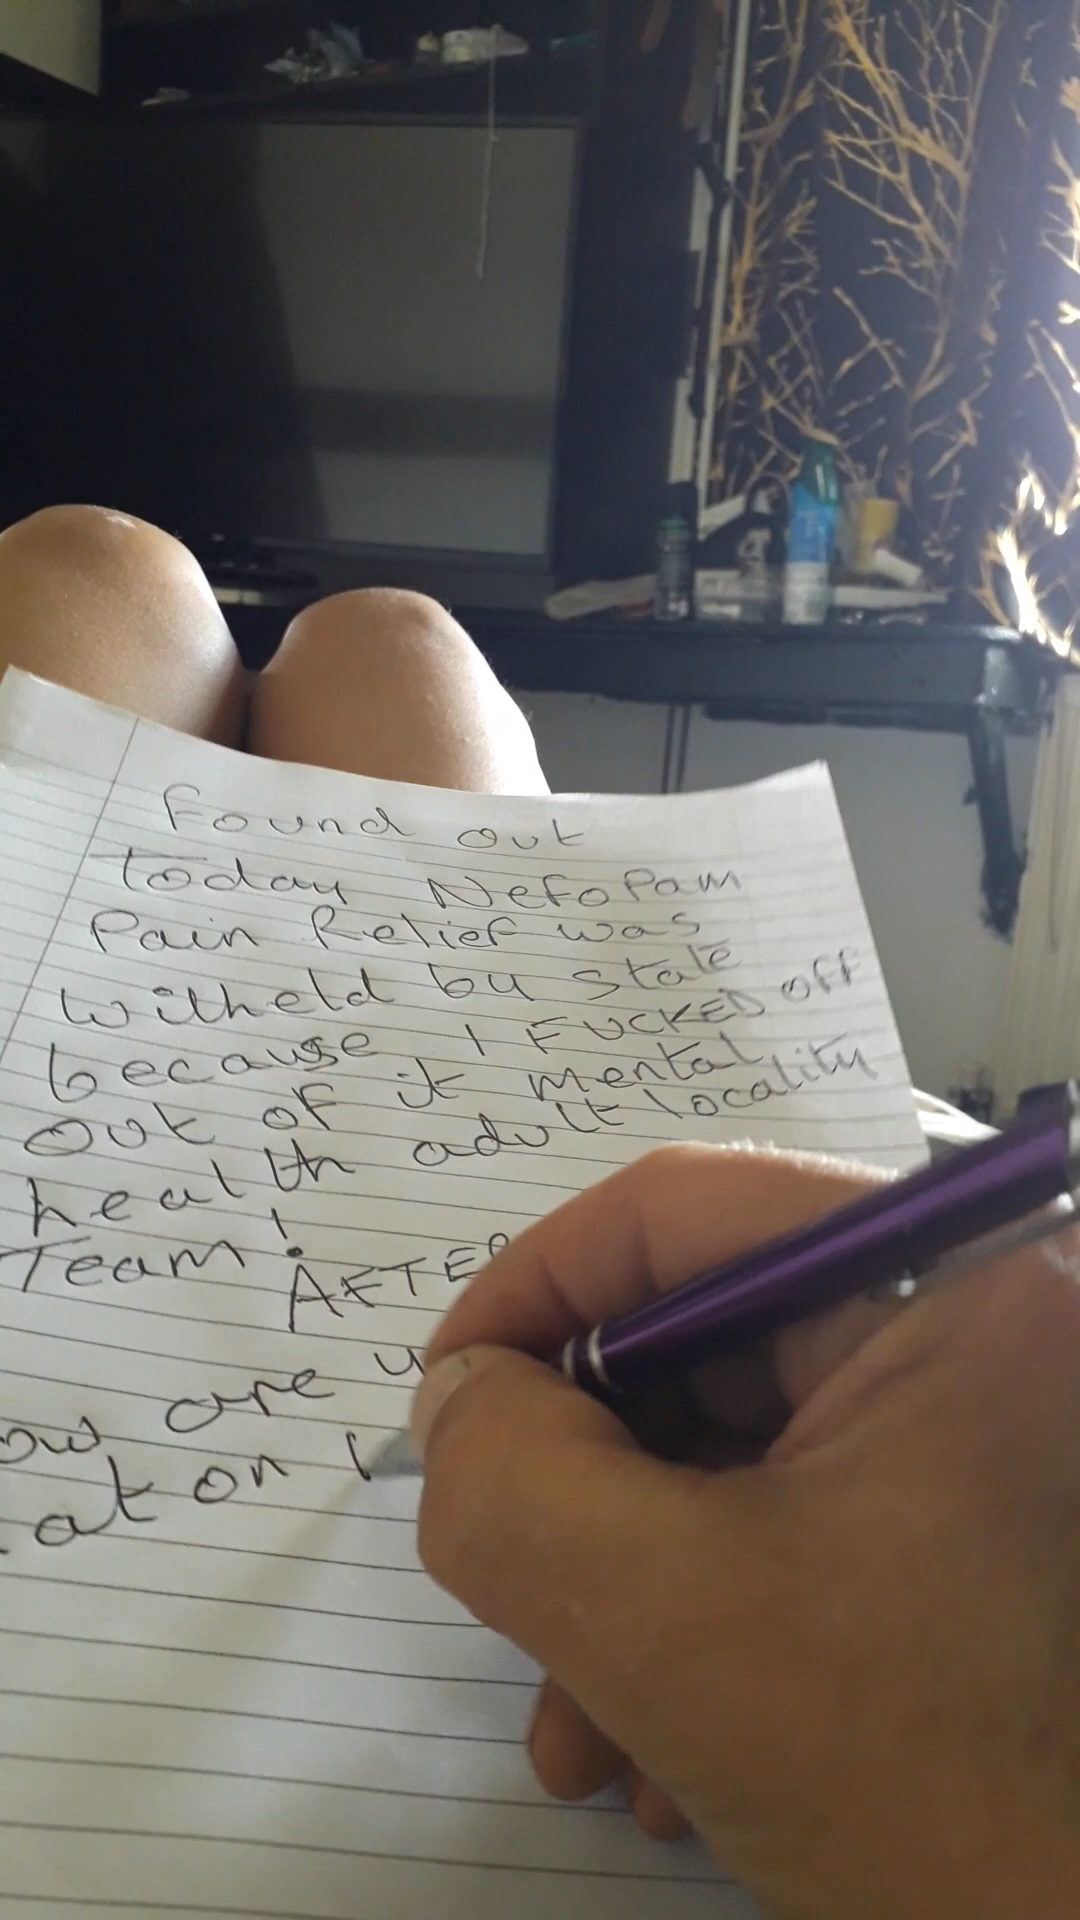 Found out
today Nefopam
Pain Relief was
witheld by state
because I FUCKED off
out of it mental
health adult locality
Team!
AFTER
are
at on